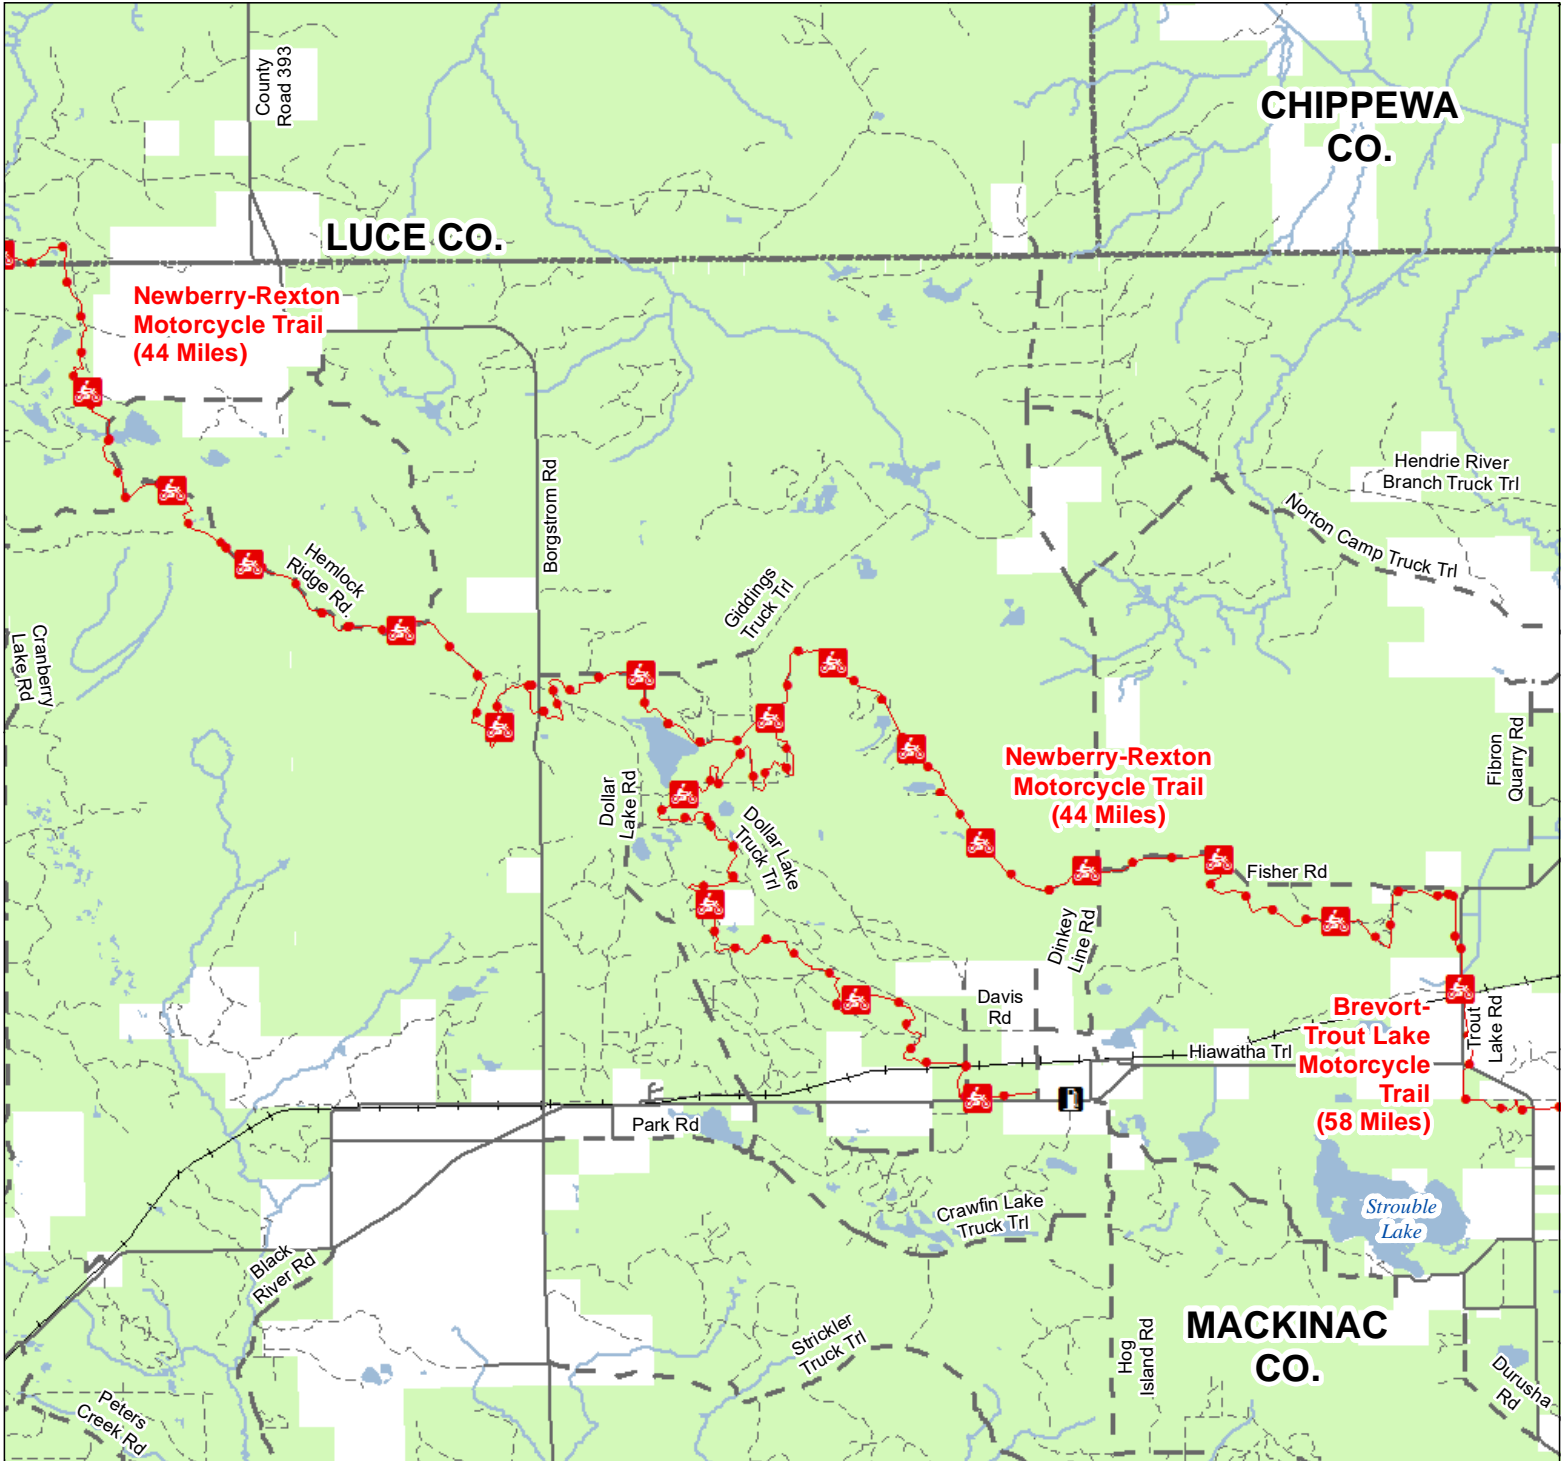 County
Road 393
CHIPPEWA
CO.
LUCE CO.
Newberry-Rexton
Motorcycle Trail
(44 Miles)
Borgstrom Rd
Hendrie River
Branch Truck Trl
Norton Camp Truck Trl
Hemlock
Ridge Rd.
Giddings
Truck Trl
Cranberry
Lake Rd
Fibron
Quarry Rd
Newberry-Rexton
Motorcycle Trail
(44 Miles)
Dollar
Lake Rd
Dollar Lake
Truck Trl
Fisher Rd
Dinkey
Line Rd
Davis
Rd
Brevort-
Trout Lake
Motorcycle
Trail
(58 Miles)
Trout
Lake Rd
Hiawatha Trl
Park Rd
Crawfin Lake
Truck Trl
Strouble
Lake
Black
River Rd
Strickler
Truck Trl
Hog
Island Rd
MACKINAC
CO.
Durusha
Rd
Peters
Creek Rd